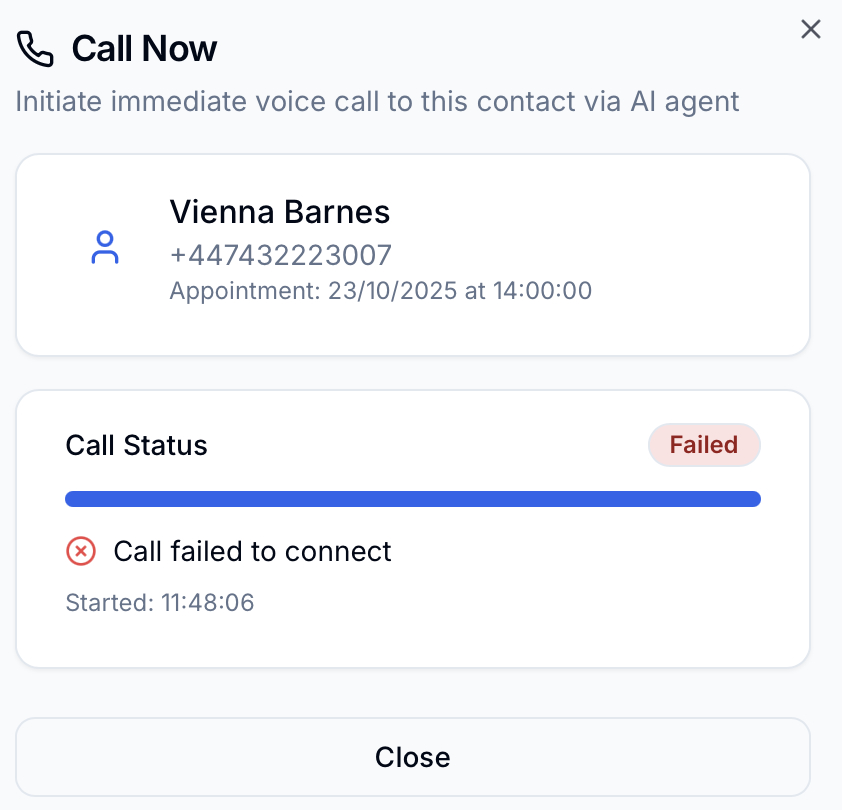 Call Now
Initiate immediate voice call to this contact via AI agent
Vienna Barnes
+447432223007
Appointment: 23/10/2025 at 14:00:00
Call Status
Failed
Call failed to connect
Started: 11:48:06
Close